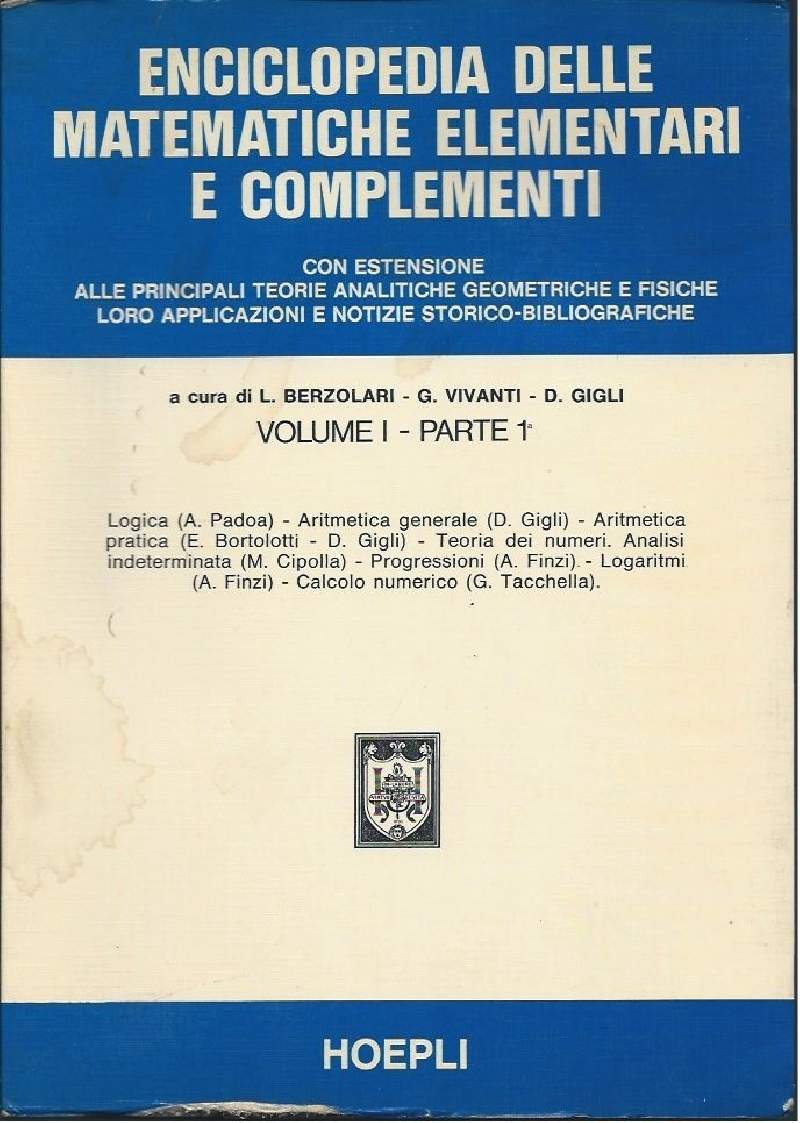 ENCICLOPEDIA DELLE
MATEMATICHE ELEMENTARI
E COMPLEMENTI
CON ESTENSIONE
ALLE PRINCIPALI TEORIE ANALITICHE GEOMETRICHE E FISICHE
LORO APPLICAZIONI E NOTIZIE STORICO-BIBLIOGRAFICHE
a cura di L. BERZOLARI - G. VIVANTI - D. GIGLI
VOLUME I - PARTE 1ª
Logica (A. Padoa) - Aritmetica generale (D. Gigli) - Aritmetica
pratica (E. Bortolotti - D. Gigli) - Teoria dei numeri. Analisi
indeterminata (M. Cipolla) - Progressioni (A. Finzi) - Logaritmi
(A. Finzi) - Calcolo numerico (G. Tacchella).
H
HOEPLI